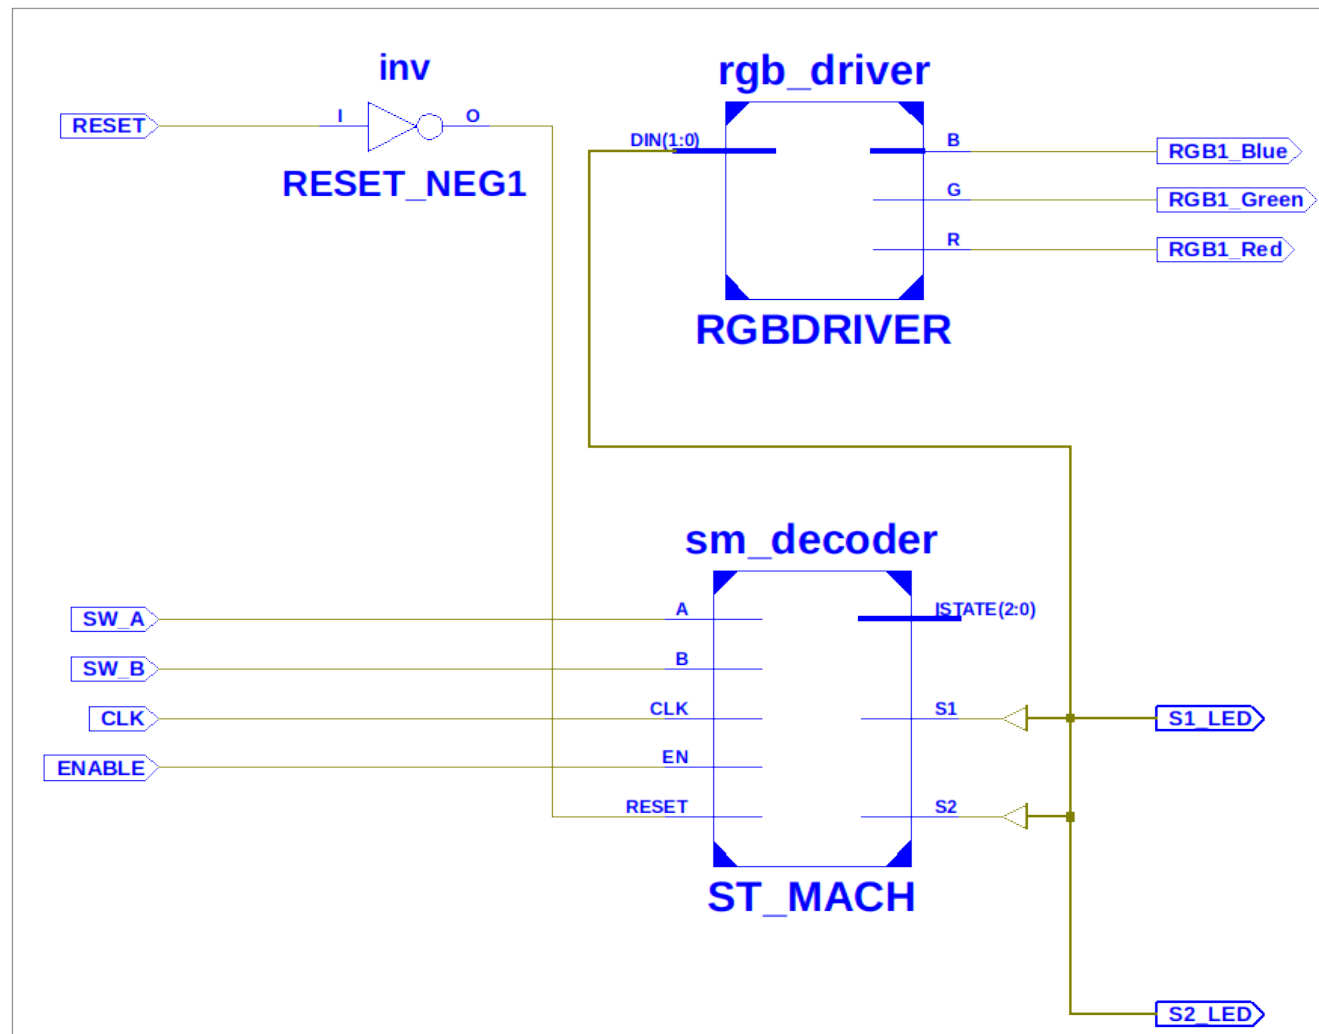 inv
rgb_driver
RESET
I
O
RESET_NEG1
DIN(1:0)
B
RGB1_Blue
G
RGB1_Green
R
RGB1_Red
RGBDRIVER
sm_decoder
SW_A
A
ISTATE(2:0)
SW_B
B
CLK
CLK
S1
S1_LED
ENABLE
EN
RESET
S2
ST_MACH
S2_LED